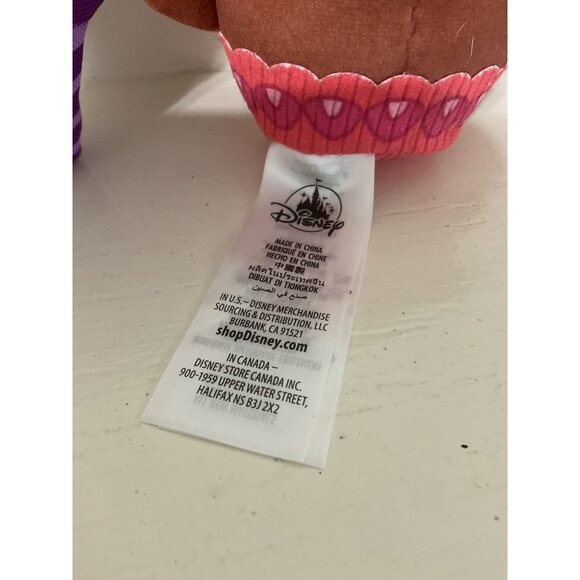 Disney
MADE IN CHINA
FABRIQUÉ EN CHINE
HECHO EN CHINA
中國製
ผลิตในประเทศจีน
DIBUAT DI TIONGKOK
صنع في الصين
IN U.S. – DISNEY MERCHANDISE
SOURCING & DISTRIBUTION, LLC
BURBANK, CA 91521
shopDisney.com
IN CANADA –
DISNEY STORE CANADA INC.
900-1959 UPPER WATER STREET,
HALIFAX NS B3J 2X2